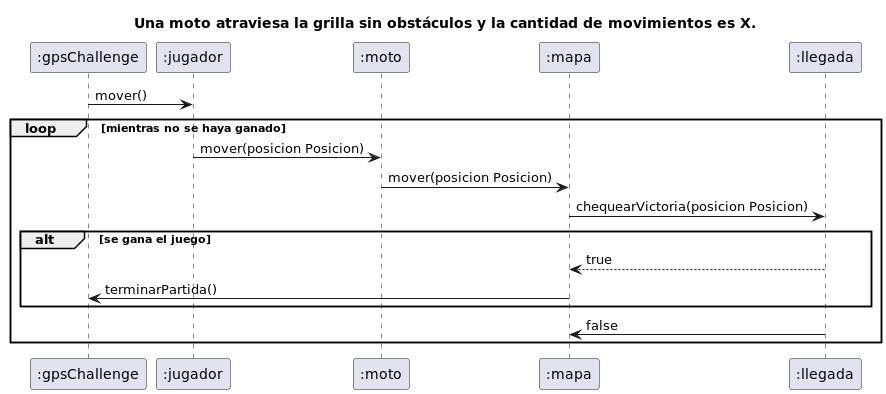 Una moto atraviesa la grilla sin obstáculos y la cantidad de movimientos es X.
:gpsChallenge :jugador :moto :mapa :llegada
mover()
loop [mientras no se haya ganado]
mover(posicion Posicion)
mover(posicion Posicion)
chequearVictoria(posicion Posicion)
alt [se gana el juego]
true
terminarPartida()
false
:gpsChallenge :jugador :moto :mapa :llegada